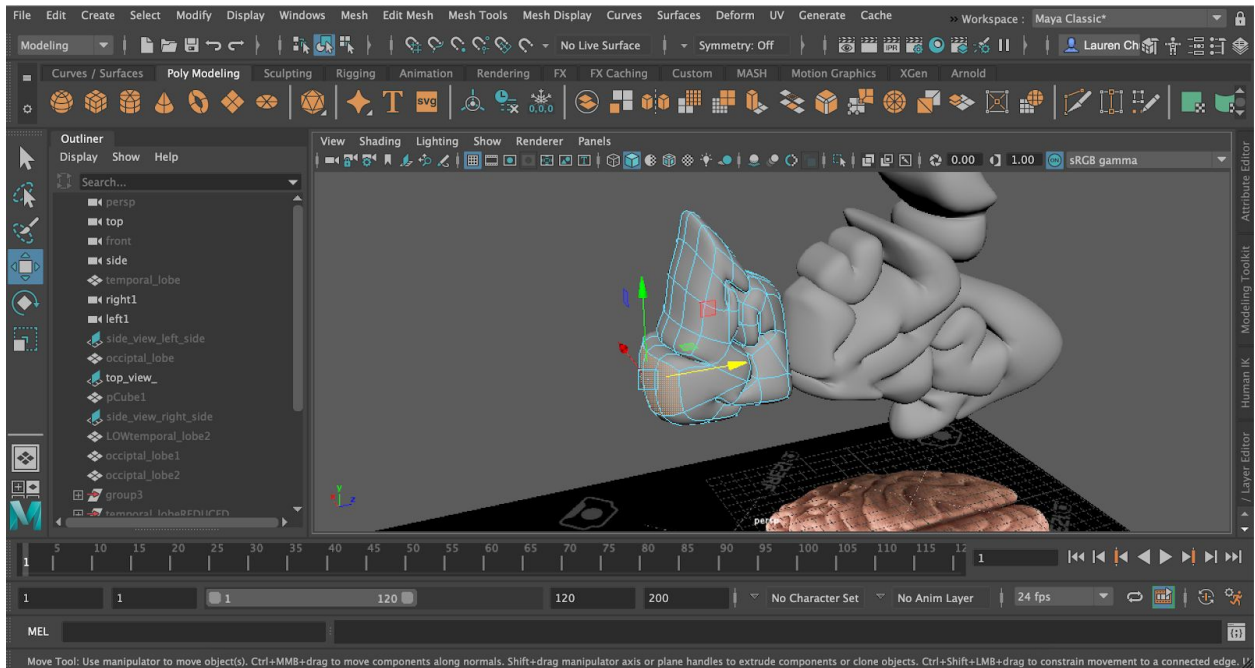 File Edit Create Select Modify Display Windows Mesh Edit Mesh Mesh Tools Mesh Display Curves Surfaces Deform UV Generate Cache >> Workspace : Maya Classic*
Modeling No Live Surface Symmetry: Off IPR Lauren Ch
Curves / Surfaces Poly Modeling Sculpting Rigging Animation Rendering FX FX Caching Custom MASH Motion Graphics XGen Arnold
T svg 0,0,0
Outliner
Display Show Help
Search...
persp
top
front
side
temporal_lobe
right1
left1
side_view_left_side
occiptal_lobe
top_view_
pCube1
side_view_right_side
LOWtemporal_lobe2
occiptal_lobe1
occiptal_lobe2
group3
temporal_lobeREDUCED
View Shading Lighting Show Renderer Panels
0.00 1.00 ON sRGB gamma
y
x z
persp
Attribute Editor
Modeling Toolkit
Human IK
/ Layer Editor
5 10 15 20 25 30 35 40 45 50 55 60 65 70 75 80 85 90 95 100 105 110 115 12
1 1
1 1 1 120 120 200 No Character Set No Anim Layer 24 fps
MEL
Move Tool: Use manipulator to move object(s). Ctrl+MMB+drag to move components along normals. Shift+drag manipulator axis or plane handles to extrude components or clone objects. Ctrl+Shift+LMB+drag to constrain movement to a connected edge.